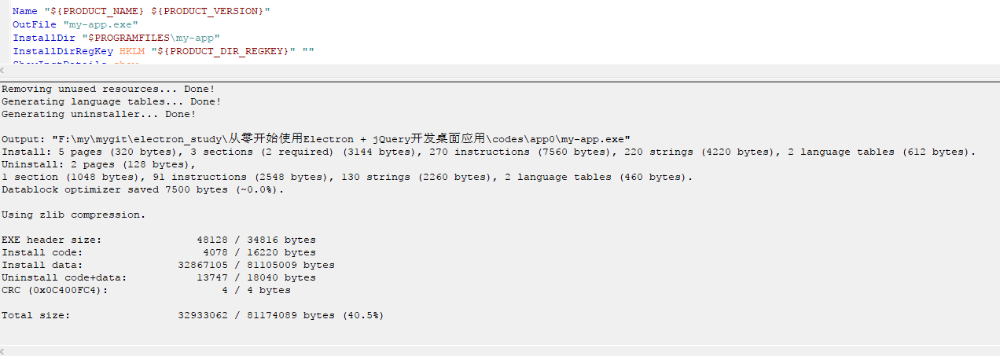 Name "${PRODUCT_NAME} ${PRODUCT_VERSION}"
OutFile "my-app.exe"
InstallDir "$PROGRAMFILES\my-app"
InstallDirRegKey HKLM "${PRODUCT_DIR_REGKEY}" ""
ShowInstDetails show
Removing unused resources... Done!
Generating language tables... Done!
Generating uninstaller... Done!
Output: "F:\my\mygit\electron_study\从零开始使用Electron + jQuery开发桌面应用\codes\app0\my-app.exe"
Install: 5 pages (320 bytes), 3 sections (2 required) (3144 bytes), 270 instructions (7560 bytes), 220 strings (4220 bytes), 2 language tables (612 bytes).
Uninstall: 2 pages (128 bytes),
1 section (1048 bytes), 91 instructions (2548 bytes), 130 strings (2260 bytes), 2 language tables (460 bytes).
Datablock optimizer saved 7500 bytes (~0.0%).
Using zlib compression.
EXE header size: 48128 / 34816 bytes
Install code: 4078 / 16220 bytes
Install data: 32867105 / 81105009 bytes
Uninstall code+data: 13747 / 18040 bytes
CRC (0x0C400FC4): 4 / 4 bytes
Total size: 32933062 / 81174089 bytes (40.5%)